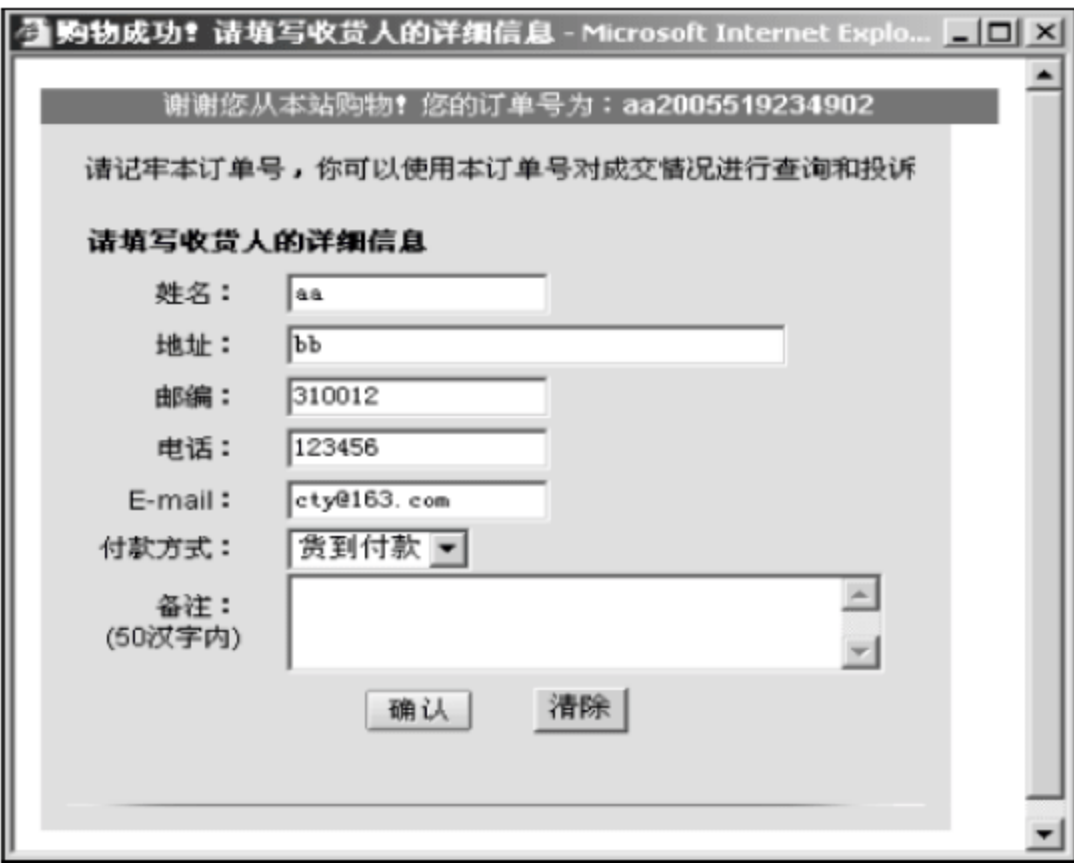 购物成功！请填写收货人的详细信息 - Microsoft Internet Explo...
谢谢您从本站购物！您的订单号为：aa2005519234902
请记牢本订单号，你可以使用本订单号对成交情况进行查询和投诉
请填写收货人的详细信息
姓名： aa
地址： bb
邮编： 310012
电话： 123456
E-mail： cty@163.com
付款方式： 货到付款
备注：
(50汉字内)
确认 清除